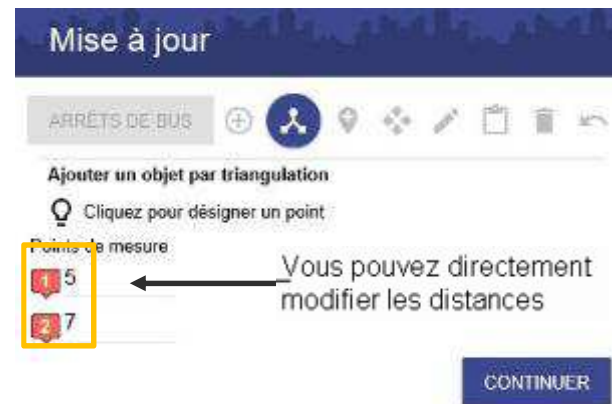 Mise à jour
ARRÊTS DE BUS
Ajouter un objet par triangulation
Cliquez pour désigner un point
Points de mesure
1 5
Vous pouvez directement
modifier les distances
2 7
CONTINUER